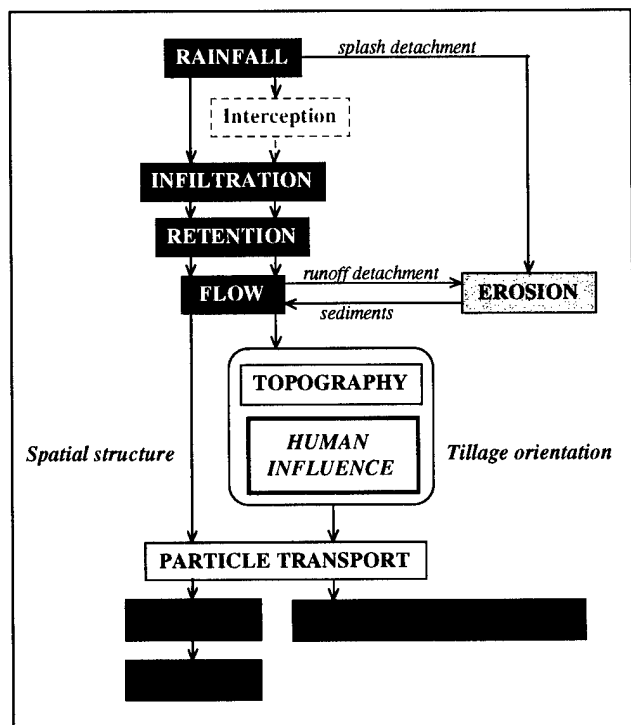 RAINFALL
splash detachment
Interception
INFILTRATION
RETENTION
runoff detachment
FLOW
EROSION
sediments
TOPOGRAPHY
HUMAN
INFLUENCE
Spatial structure
Tillage orientation
PARTICLE TRANSPORT